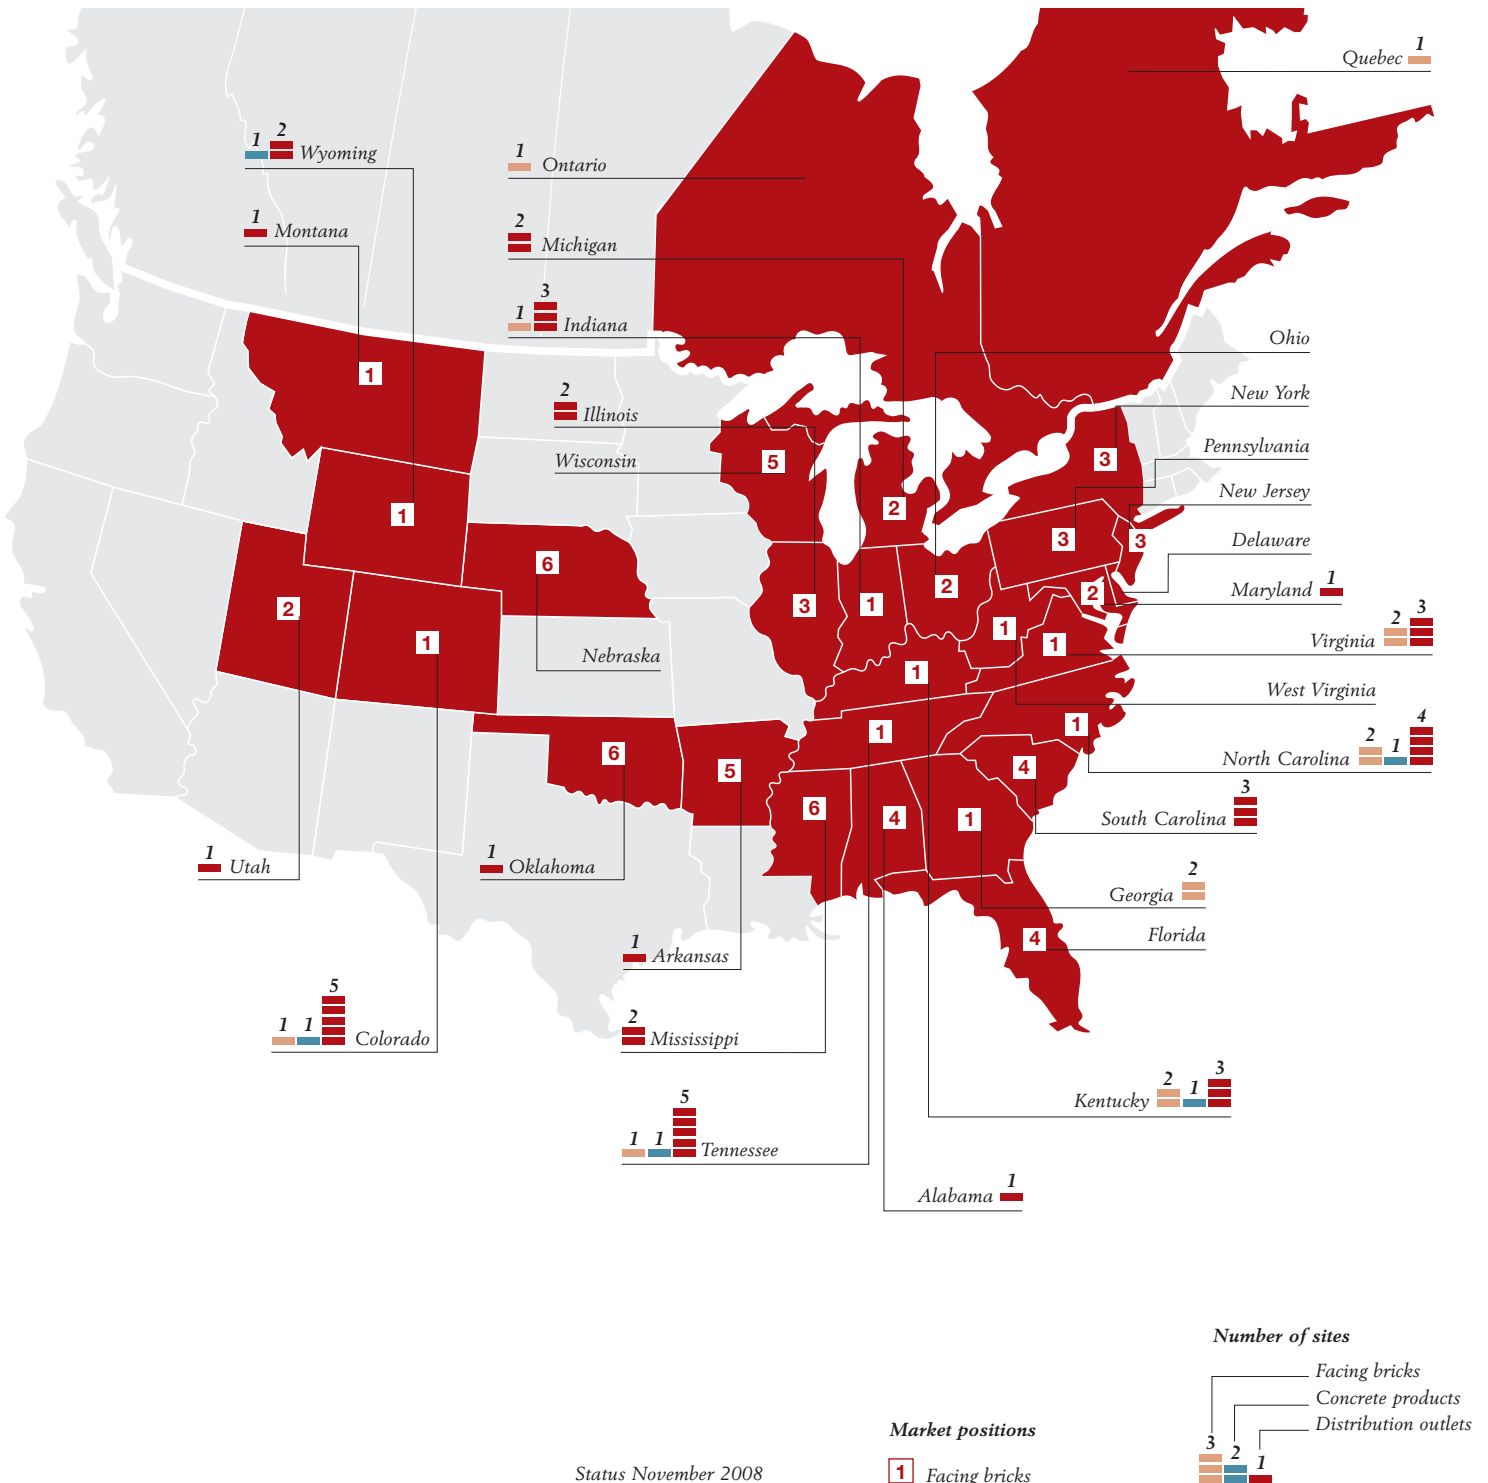 1
Quebec
1 2
Wyoming
1
Ontario
1
Montana
2
Michigan
3
1
Indiana
Ohio
1
2
Illinois
New York
Wisconsin
5
3
Pennsylvania
New Jersey
1
2
3
3
Delaware
6
2
Maryland
1
2
3
1
2
2 3
Virginia
1
1
1
1
Nebraska
West Virginia
1
1
4
2 1
North Carolina
6
5
4
3
South Carolina
6
4
1
1
Utah
1
Oklahoma
2
Georgia
4
Florida
1
Arkansas
5
1 1
Colorado
2
Mississippi
3
2 1
Kentucky
5
1 1
Tennessee
1
Alabama
Number of sites
Facing bricks
Concrete products
Distribution outlets
Market positions
3 2 1
1 Facing bricks
Status November 2008